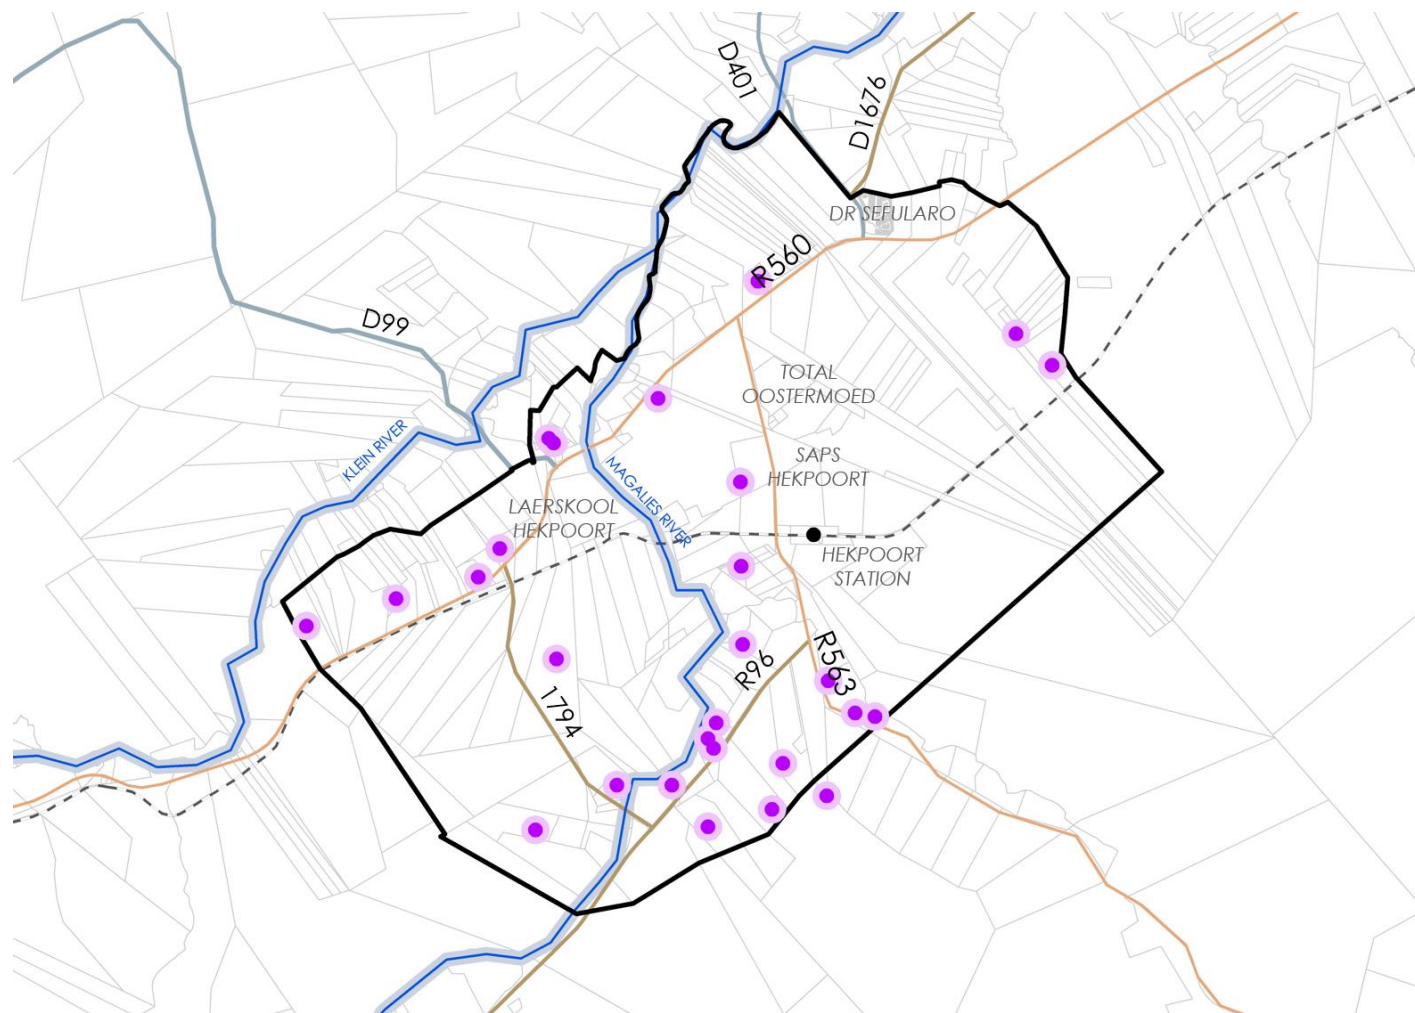 D401
D1676
DR SEFULARO
R560
D99
TOTAL
OOSTERMOED
KLEIN RIVER
SAPS
HEKPOORT
MAGALIES RIVER
LAERSKOOL
HEKPOORT
HEKPOORT
STATION
R96
R563
1794